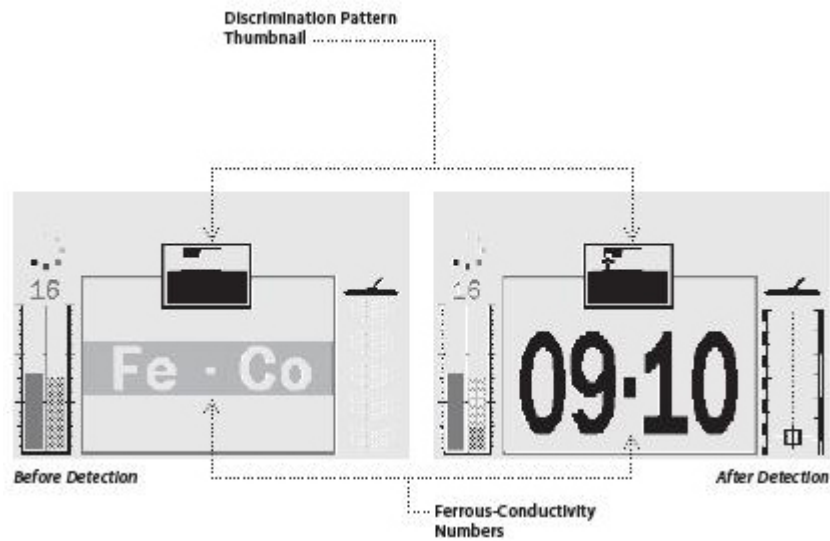 Discrimination Pattern
Thumbnail
16
Fe · Co
16
09·10
Before Detection
After Detection
Ferrous-Conductivity
Numbers